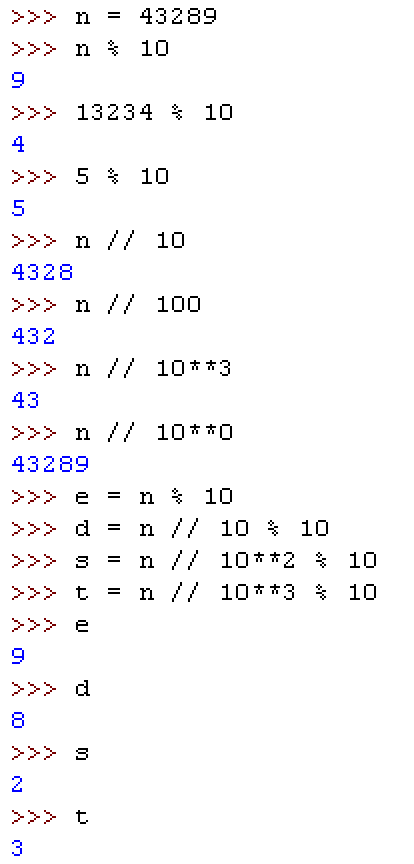 >>> n = 43289
>>> n % 10
9
>>> 13234 % 10
4
>>> 5 % 10
5
>>> n // 10
4328
>>> n // 100
432
>>> n // 10**3
43
>>> n // 10**0
43289
>>> e = n % 10
>>> d = n // 10 % 10
>>> s = n // 10**2 % 10
>>> t = n // 10**3 % 10
>>> e
9
>>> d
8
>>> s
2
>>> t
3